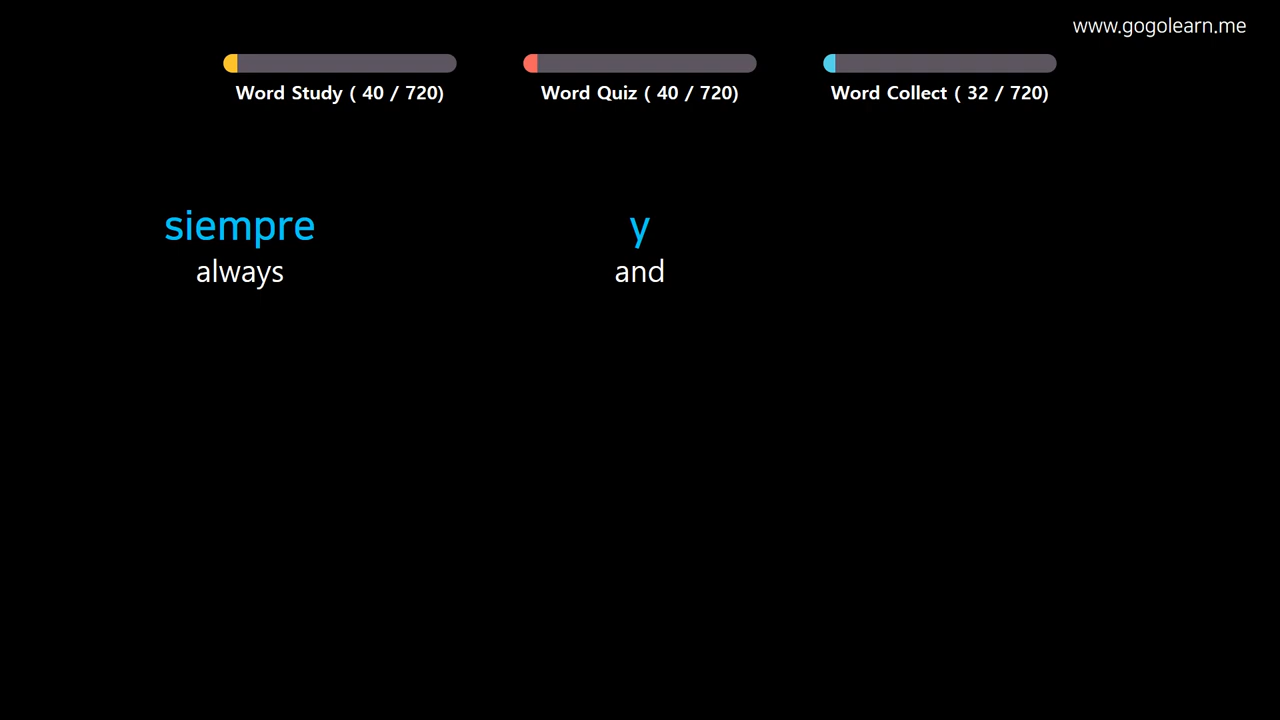 www.gogolearn.me
Word Study ( 40 / 720)
Word Quiz ( 40 / 720)
Word Collect ( 32 / 720)
siempre
always
y
and